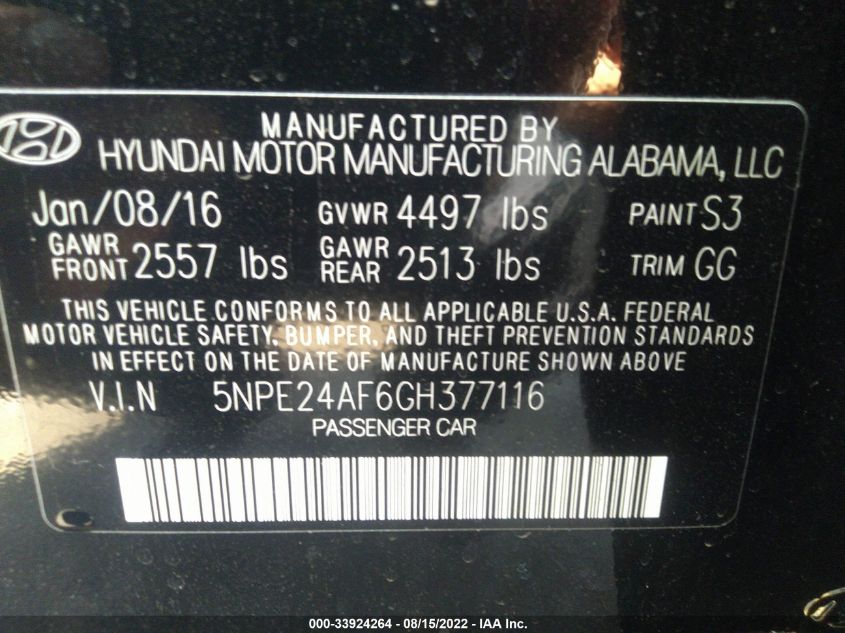 MANUFACTURED BY
HYUNDAI MOTOR MANUFACTURING ALABAMA, LLC
Jan/08/16 GVWR 4497 lbs PAINT S3
GAWR FRONT 2557 lbs GAWR REAR 2513 lbs TRIM GG
THIS VEHICLE CONFORMS TO ALL APPLICABLE U.S.A. FEDERAL
MOTOR VEHICLE SAFETY, BUMPER, AND THEFT PREVENTION STANDARDS
IN EFFECT ON THE DATE OF MANUFACTURE SHOWN ABOVE
V.I.N 5NPE24AF6GH377116
PASSENGER CAR
000-33924264 - 08/15/2022 - IAA Inc.